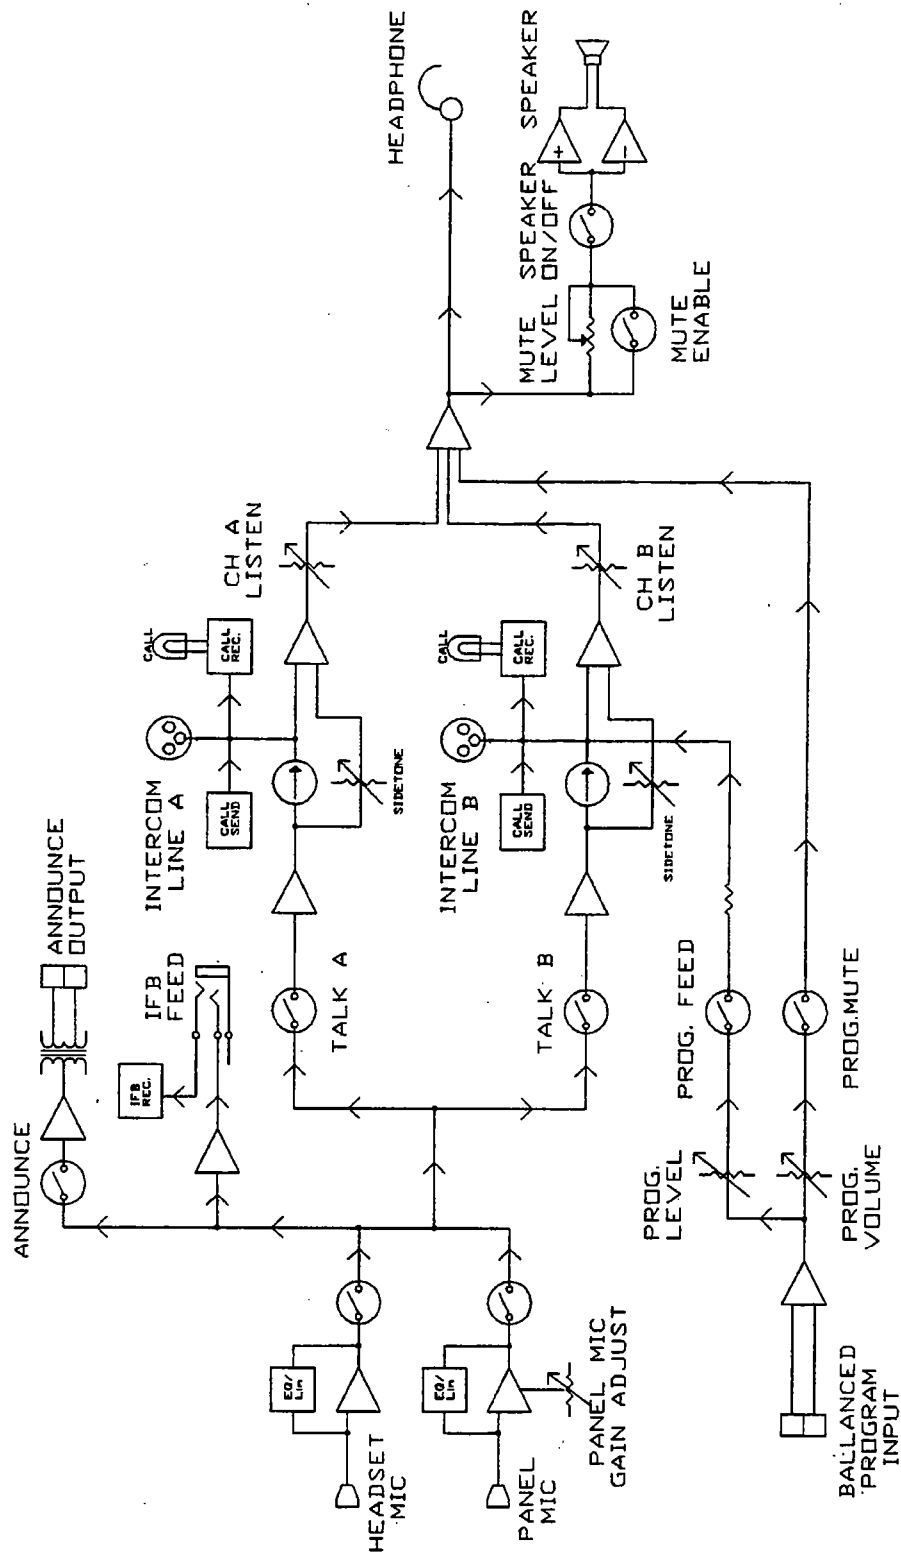 HEADSET
MIC
EQ/
Lim
PANEL
MIC
EQ/
Lim
PANEL MIC
GAIN ADJUST
BALLANCED
PROGRAM
INPUT
ANNOUNCE
ANNOUNCE
OUTPUT
IFB
REC.
IFB
FEED
TALK A
TALK B
PROG.
LEVEL
PROG. FEED
PROG.
VOLUME
PROG.MUTE
INTERCOM
LINE A
CALL
SEND
CALL
REC.
CALL
SIDETONE
CH A
LISTEN
INTERCOM
LINE B
CALL
SEND
CALL
REC.
CALL
SIDETONE
CH B
LISTEN
HEADPHONE
MUTE
LEVEL
SPEAKER
ON/OFF
SPEAKER
+
−
MUTE
ENABLE